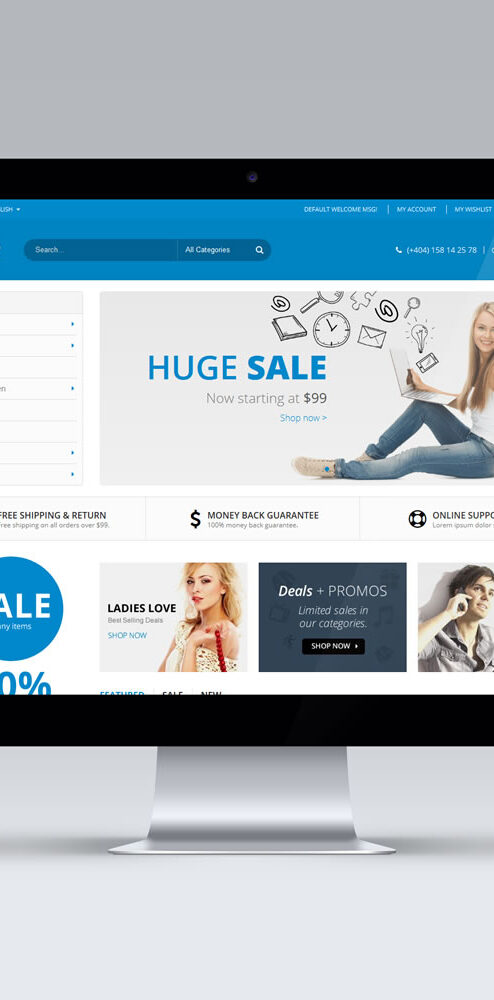 LISH
DEFAULT WELCOME MSG!
MY ACCOUNT
MY WISHLIST
Search...
All Categories
(+404) 158 14 25 78
HUGE SALE
Now starting at $99
Shop now >
FREE SHIPPING & RETURN
Free shipping on all orders over $99.
MONEY BACK GUARANTEE
100% money back guarantee.
ONLINE SUPPO
Lorem ipsum dolor
ALE
any items
0%
LADIES LOVE
Best Selling Deals
SHOP NOW
Deals + PROMOS
Limited sales in
our categories.
SHOP NOW
FEATURED
SALE
NEW